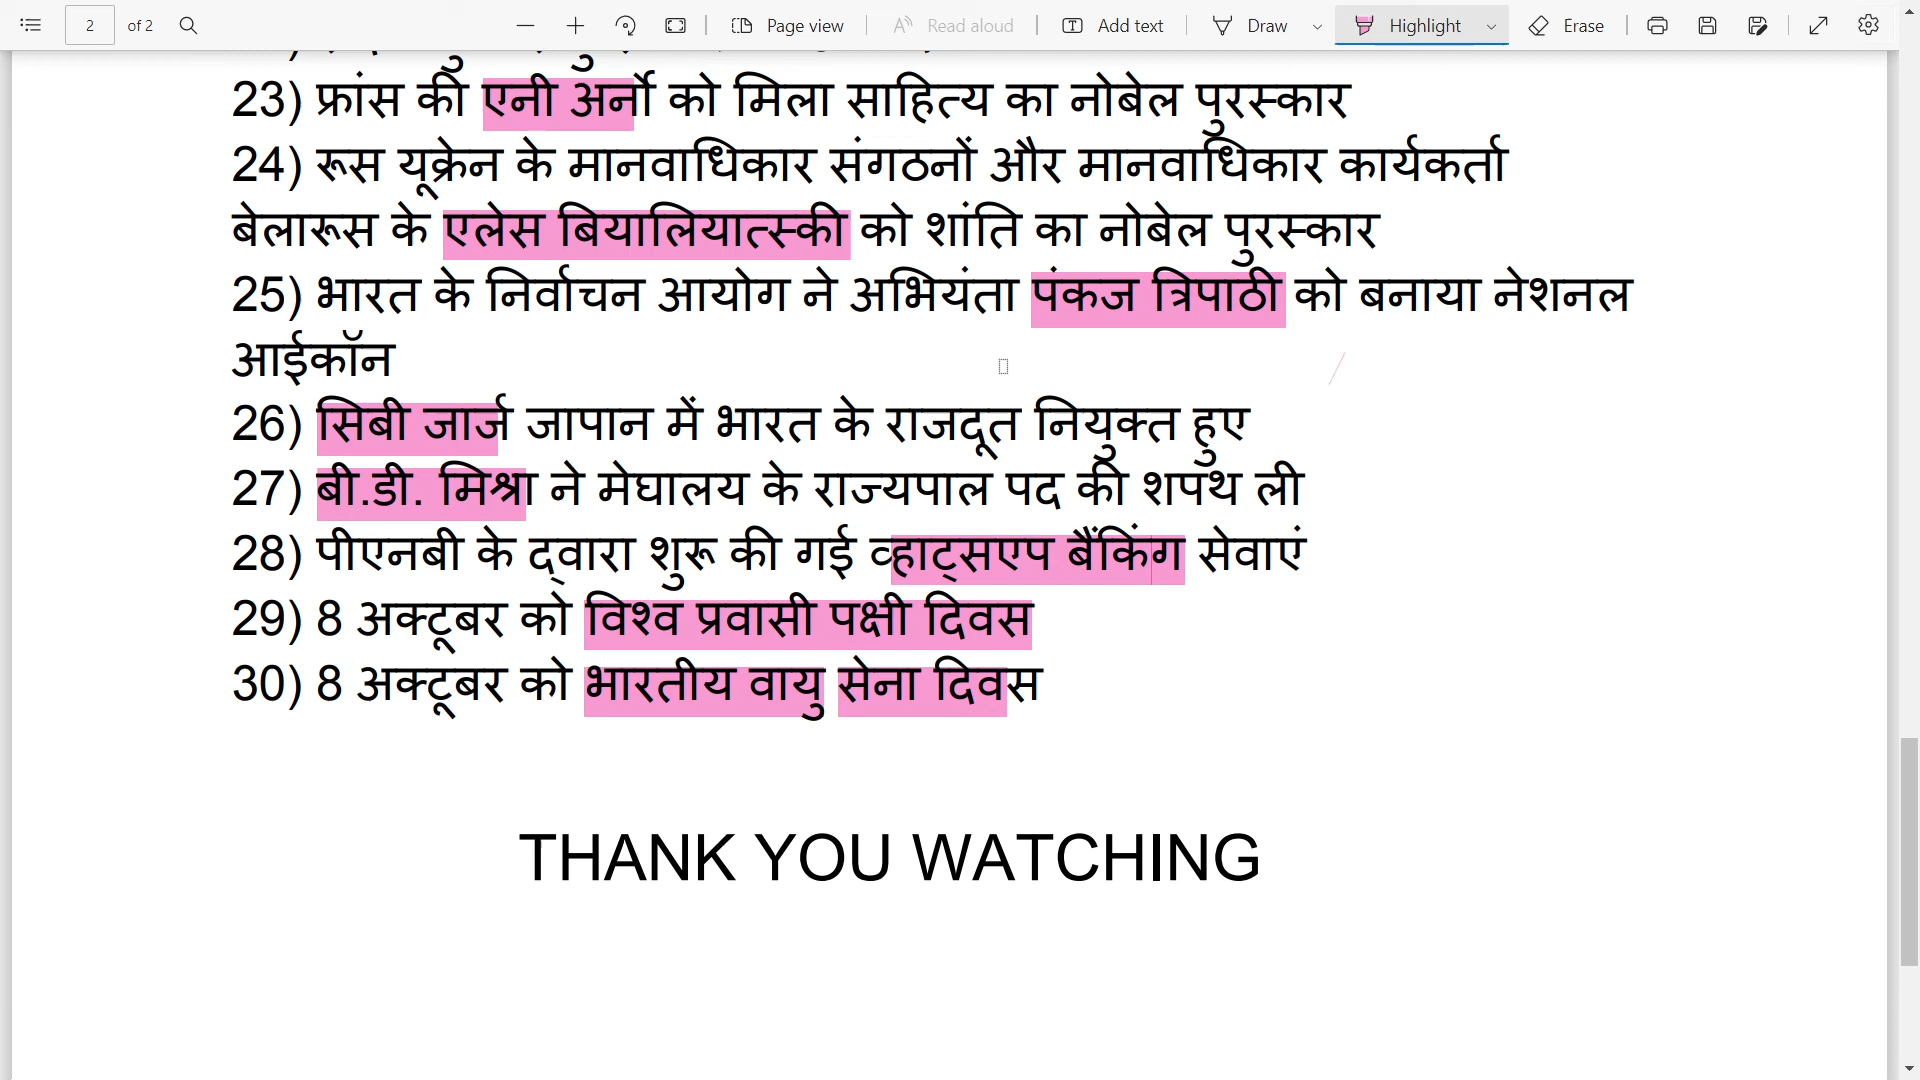 2 of 2 Page view Read aloud Add text Draw Highlight Erase
23) फ्रांस की एनी अर्नो को मिला साहित्य का नोबेल पुरस्कार
24) रूस यूक्रेन के मानवाधिकार संगठनों और मानवाधिकार कार्यकर्ता
बेलारूस के एलेस बियालियात्स्की को शांति का नोबेल पुरस्कार
25) भारत के निर्वाचन आयोग ने अभियंता पंकज त्रिपाठी को बनाया नेशनल
आईकॉन
26) सिबी जार्ज जापान में भारत के राजदूत नियुक्त हुए
27) बी.डी. मिश्रा ने मेघालय के राज्यपाल पद की शपथ ली
28) पीएनबी के द्वारा शुरू की गई व्हाट्सएप बैंकिंग सेवाएं
29) 8 अक्टूबर को विश्व प्रवासी पक्षी दिवस
30) 8 अक्टूबर को भारतीय वायु सेना दिवस
THANK YOU WATCHING